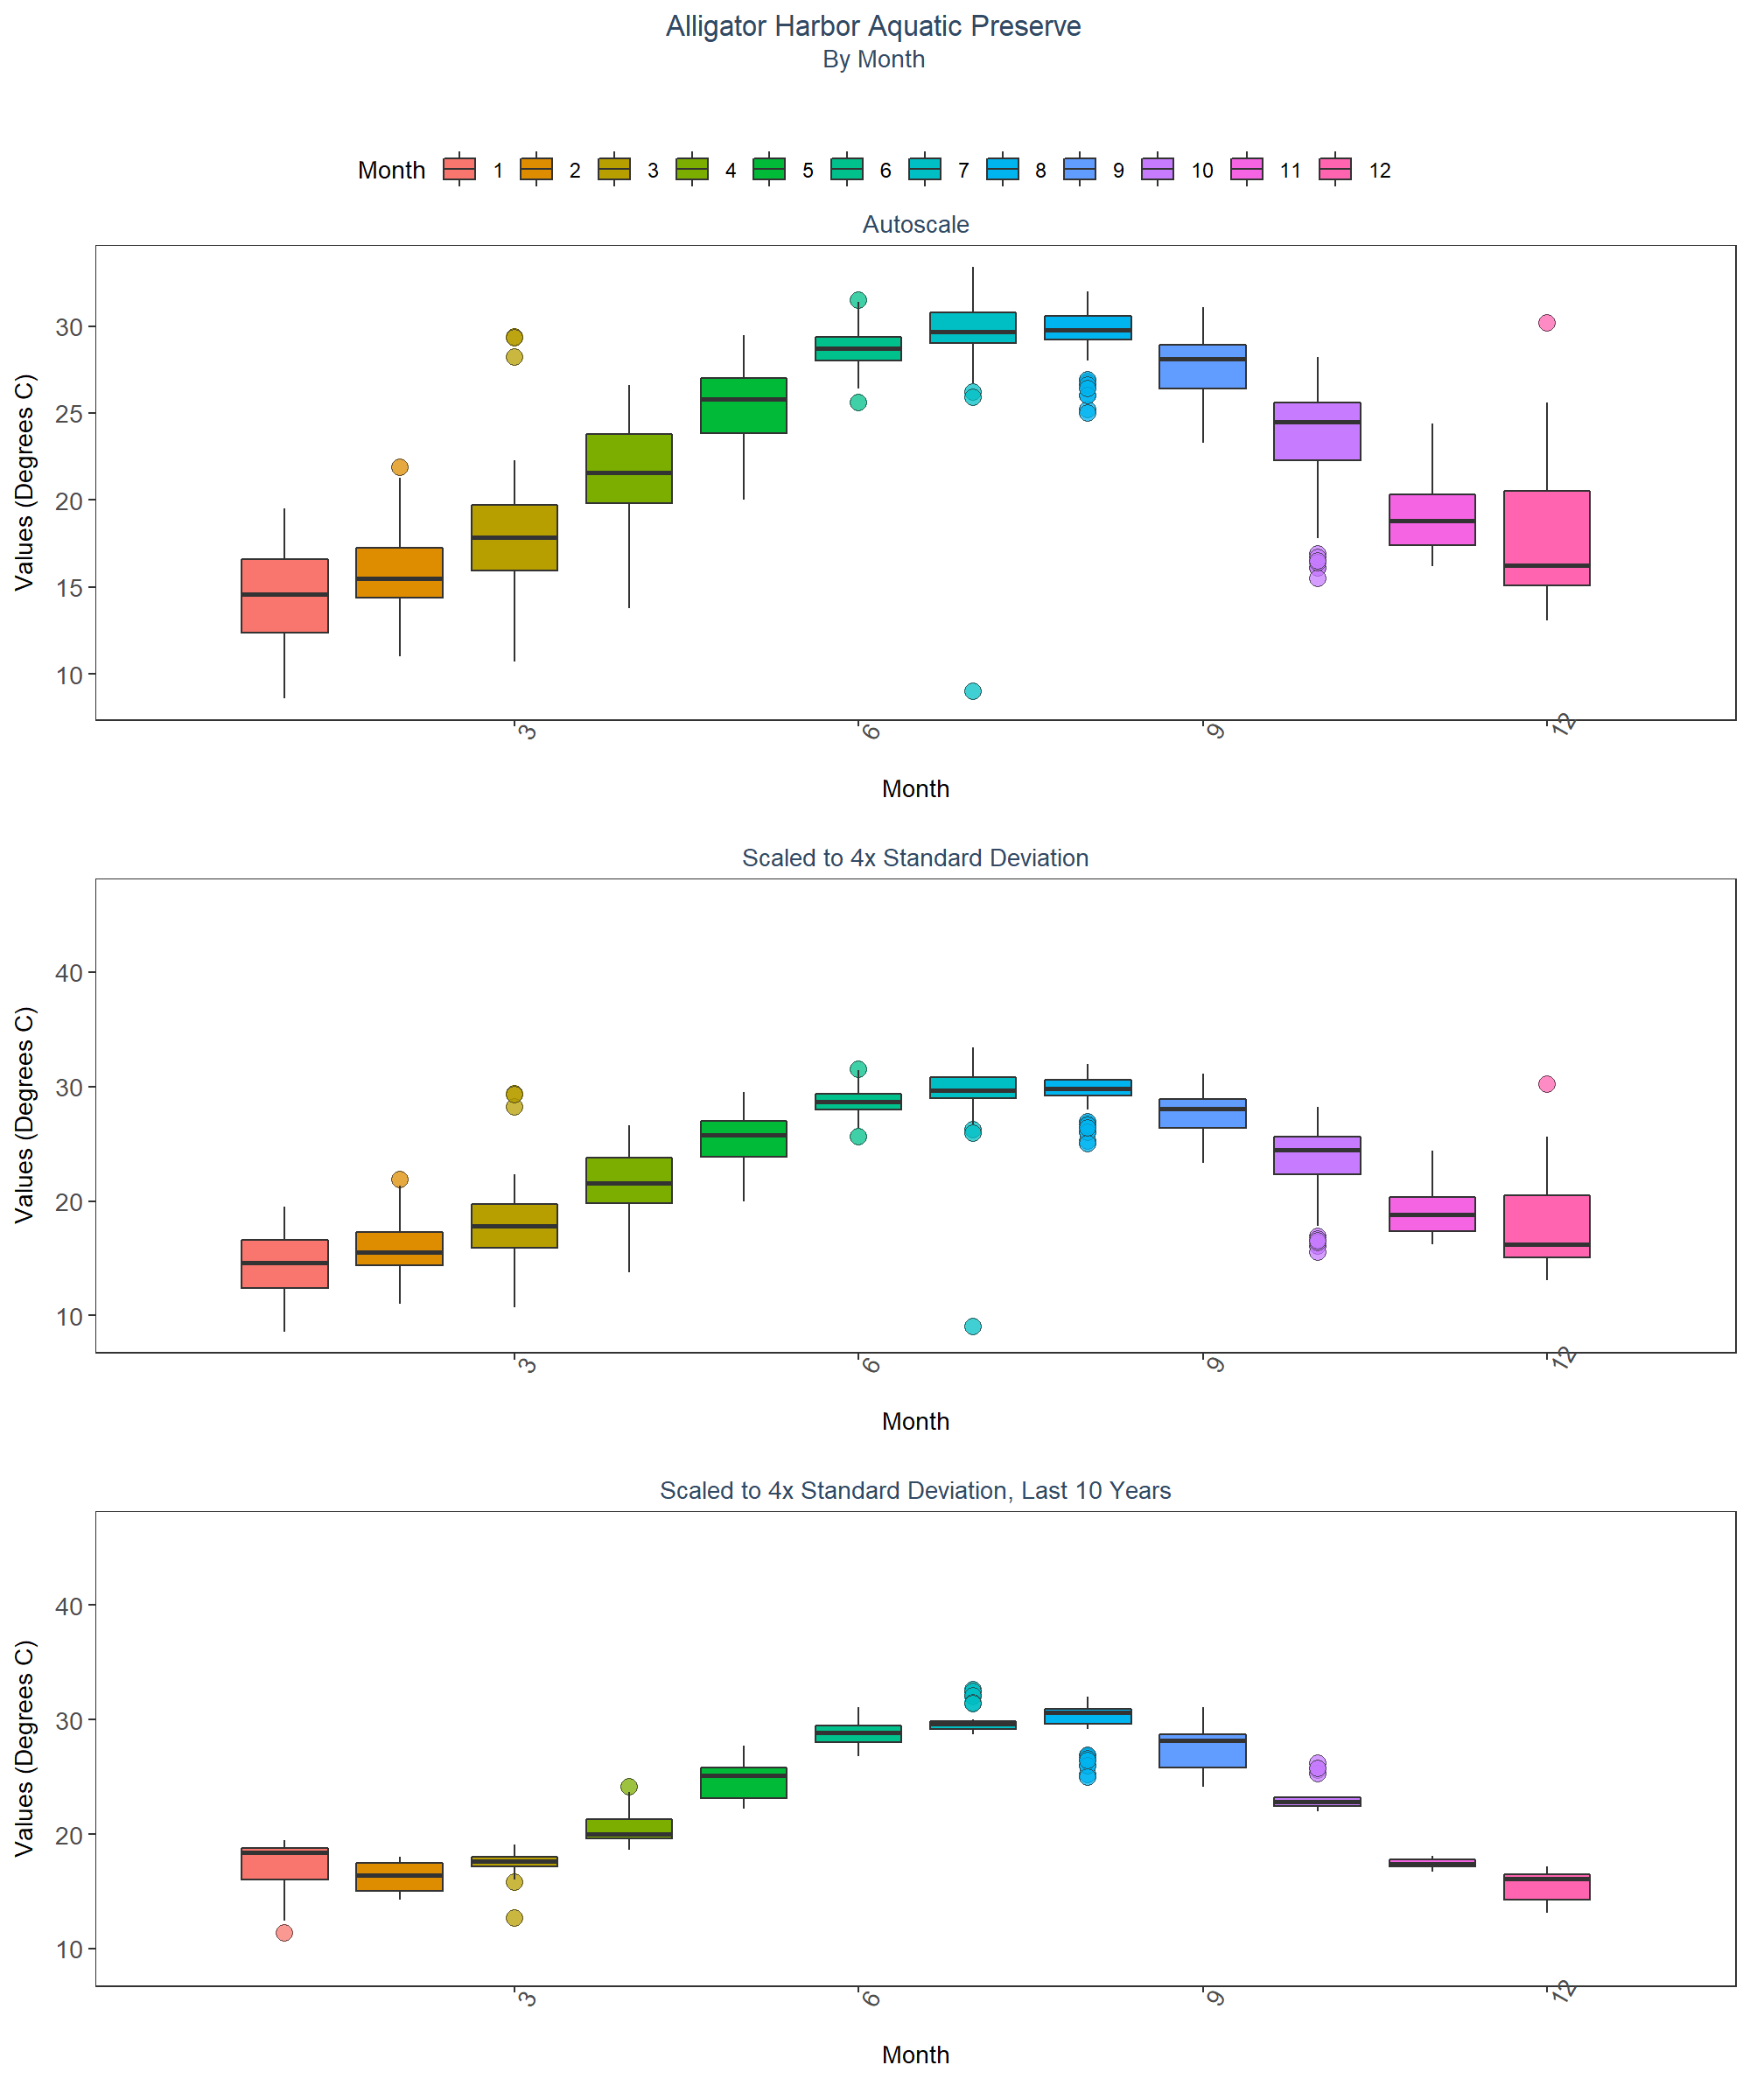 Alligator Harbor Aquatic Preserve
By Month
Month 1 2 3 4 5 6 7 8 9 10 11 12
Autoscale
Values (Degrees C)
30
25
20
15
10
3 6 9 12
Month
Scaled to 4x Standard Deviation
Values (Degrees C)
40
30
20
10
3 6 9 12
Month
Scaled to 4x Standard Deviation, Last 10 Years
Values (Degrees C)
40
30
20
10
3 6 9 12
Month